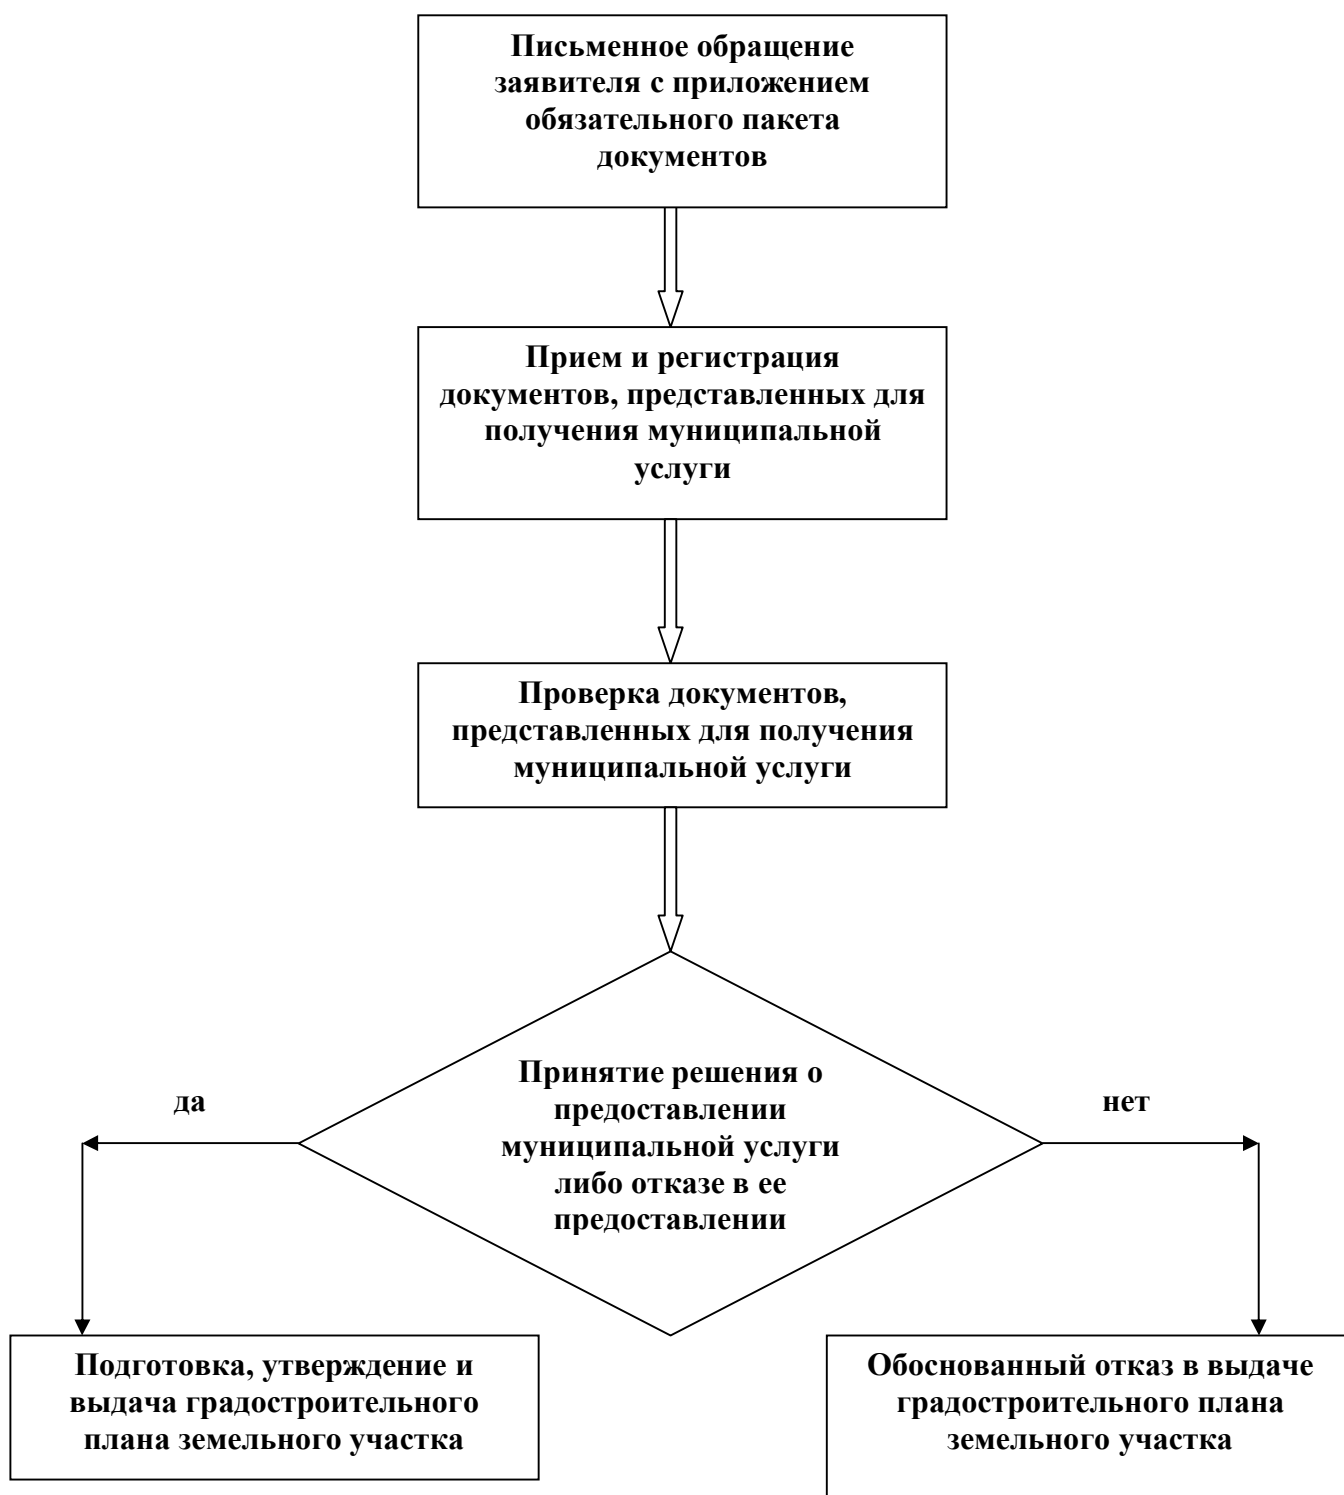 Письменное обращение
заявителя с приложением
обязательного пакета
документов
Прием и регистрация
документов, представленных для
получения муниципальной
услуги
Проверка документов,
представленных для получения
муниципальной услуги
Принятие решения о
предоставлении
муниципальной услуги
либо отказе в ее
предоставлении
да
нет
Подготовка, утверждение и
выдача градостроительного
плана земельного участка
Обоснованный отказ в выдаче
градостроительного плана
земельного участка